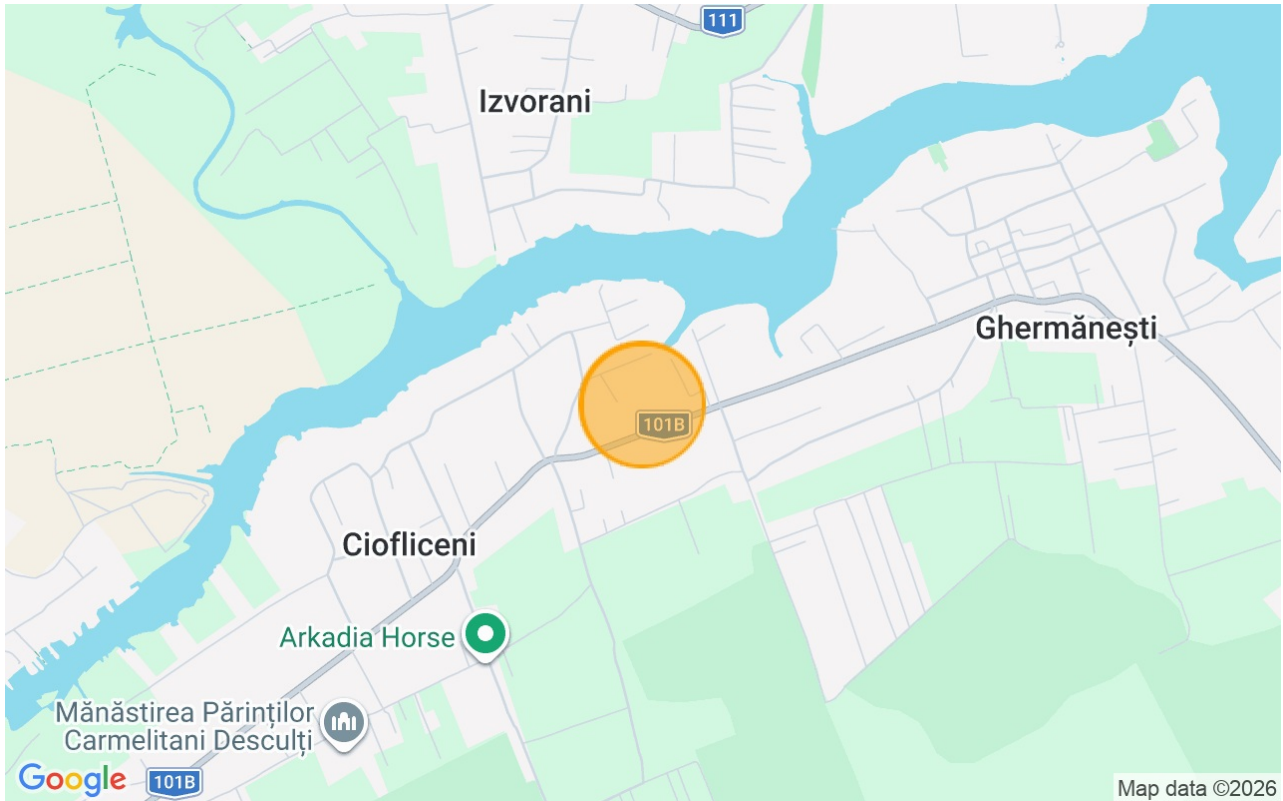 111
Izvorani
Ghermănești
101B
Ciofliceni
Arkadia Horse
Mănăstirea Părinților
Carmelitani Desculți
Google
101B
Map data ©2026